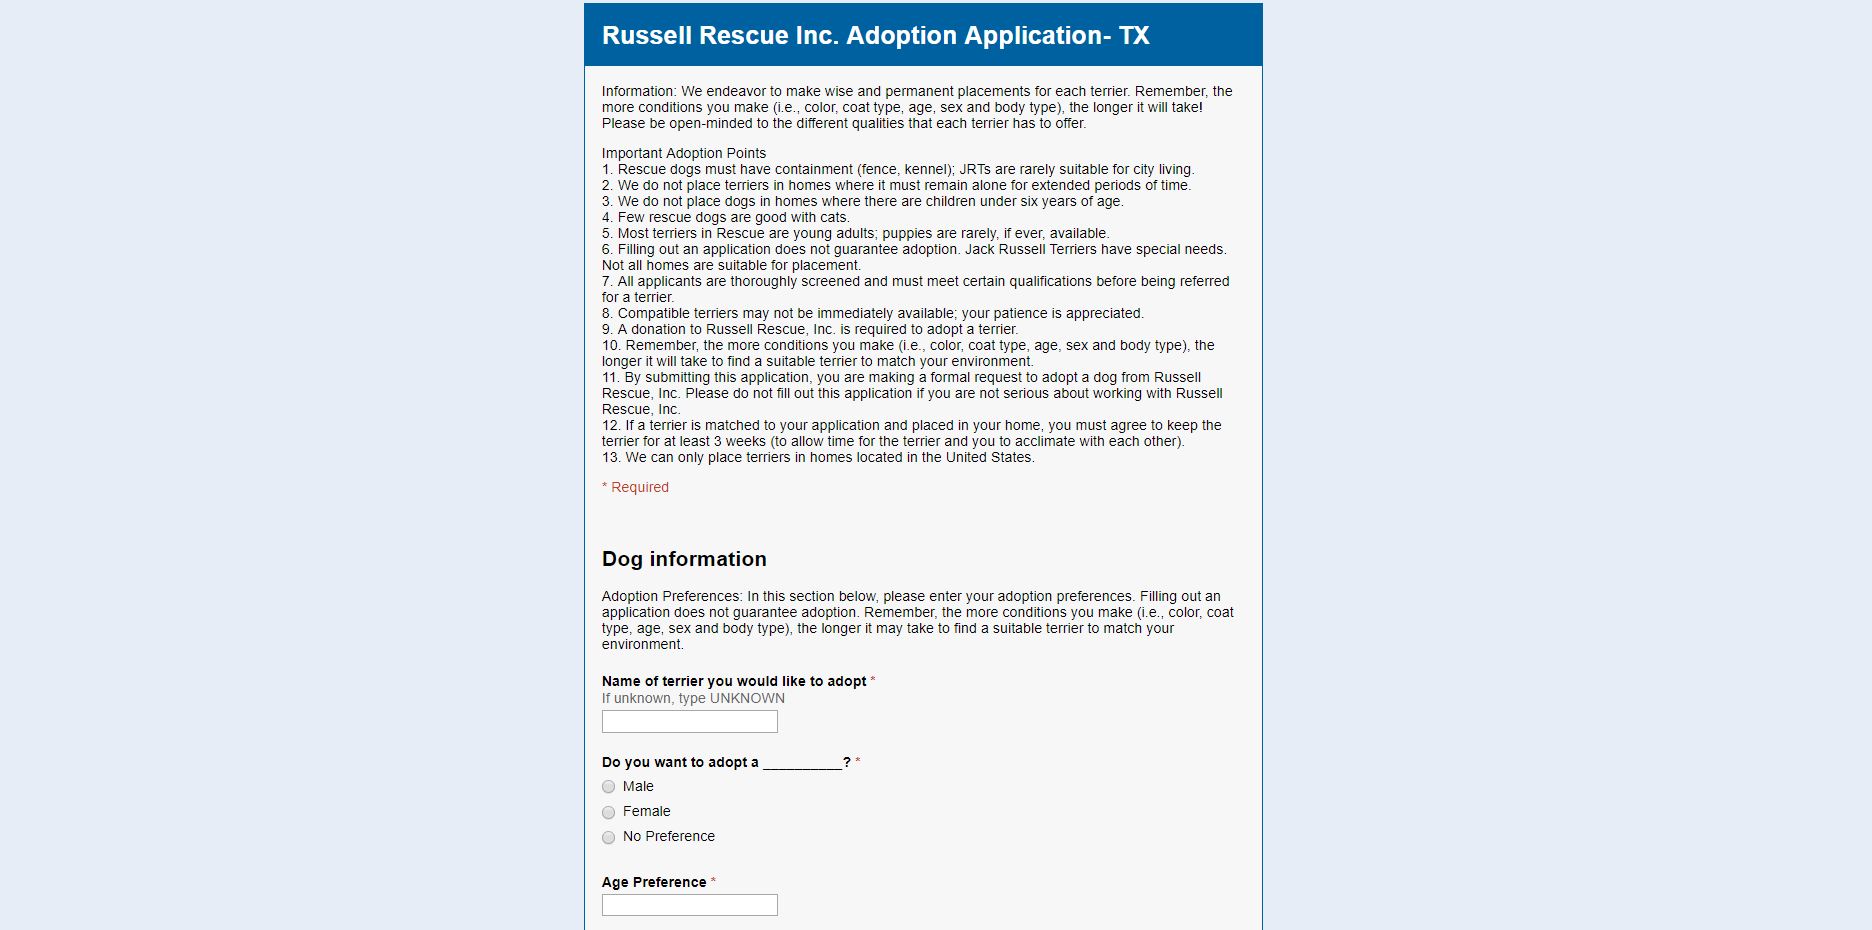 Russell Rescue Inc. Adoption Application- TX
Information: We endeavor to make wise and permanent placements for each terrier. Remember, the
more conditions you make (i.e., color, coat type, age, sex and body type), the longer it will take!
Please be open-minded to the different qualities that each terrier has to offer.
Important Adoption Points
1. Rescue dogs must have containment (fence, kennel); JRTs are rarely suitable for city living.
2. We do not place terriers in homes where it must remain alone for extended periods of time.
3. We do not place dogs in homes where there are children under six years of age.
4. Few rescue dogs are good with cats.
5. Most terriers in Rescue are young adults; puppies are rarely, if ever, available.
6. Filling out an application does not guarantee adoption. Jack Russell Terriers have special needs.
Not all homes are suitable for placement.
7. All applicants are thoroughly screened and must meet certain qualifications before being referred
for a terrier.
8. Compatible terriers may not be immediately available; your patience is appreciated.
9. A donation to Russell Rescue, Inc. is required to adopt a terrier.
10. Remember, the more conditions you make (i.e., color, coat type, age, sex and body type), the
longer it will take to find a suitable terrier to match your environment.
11. By submitting this application, you are making a formal request to adopt a dog from Russell
Rescue, Inc. Please do not fill out this application if you are not serious about working with Russell
Rescue, Inc.
12. If a terrier is matched to your application and placed in your home, you must agree to keep the
terrier for at least 3 weeks (to allow time for the terrier and you to acclimate with each other).
13. We can only place terriers in homes located in the United States.
* Required
Dog information
Adoption Preferences: In this section below, please enter your adoption preferences. Filling out an
application does not guarantee adoption. Remember, the more conditions you make (i.e., color, coat
type, age, sex and body type), the longer it may take to find a suitable terrier to match your
environment.
Name of terrier you would like to adopt *
If unknown, type UNKNOWN
Do you want to adopt a __________? *
Male
Female
No Preference
Age Preference *